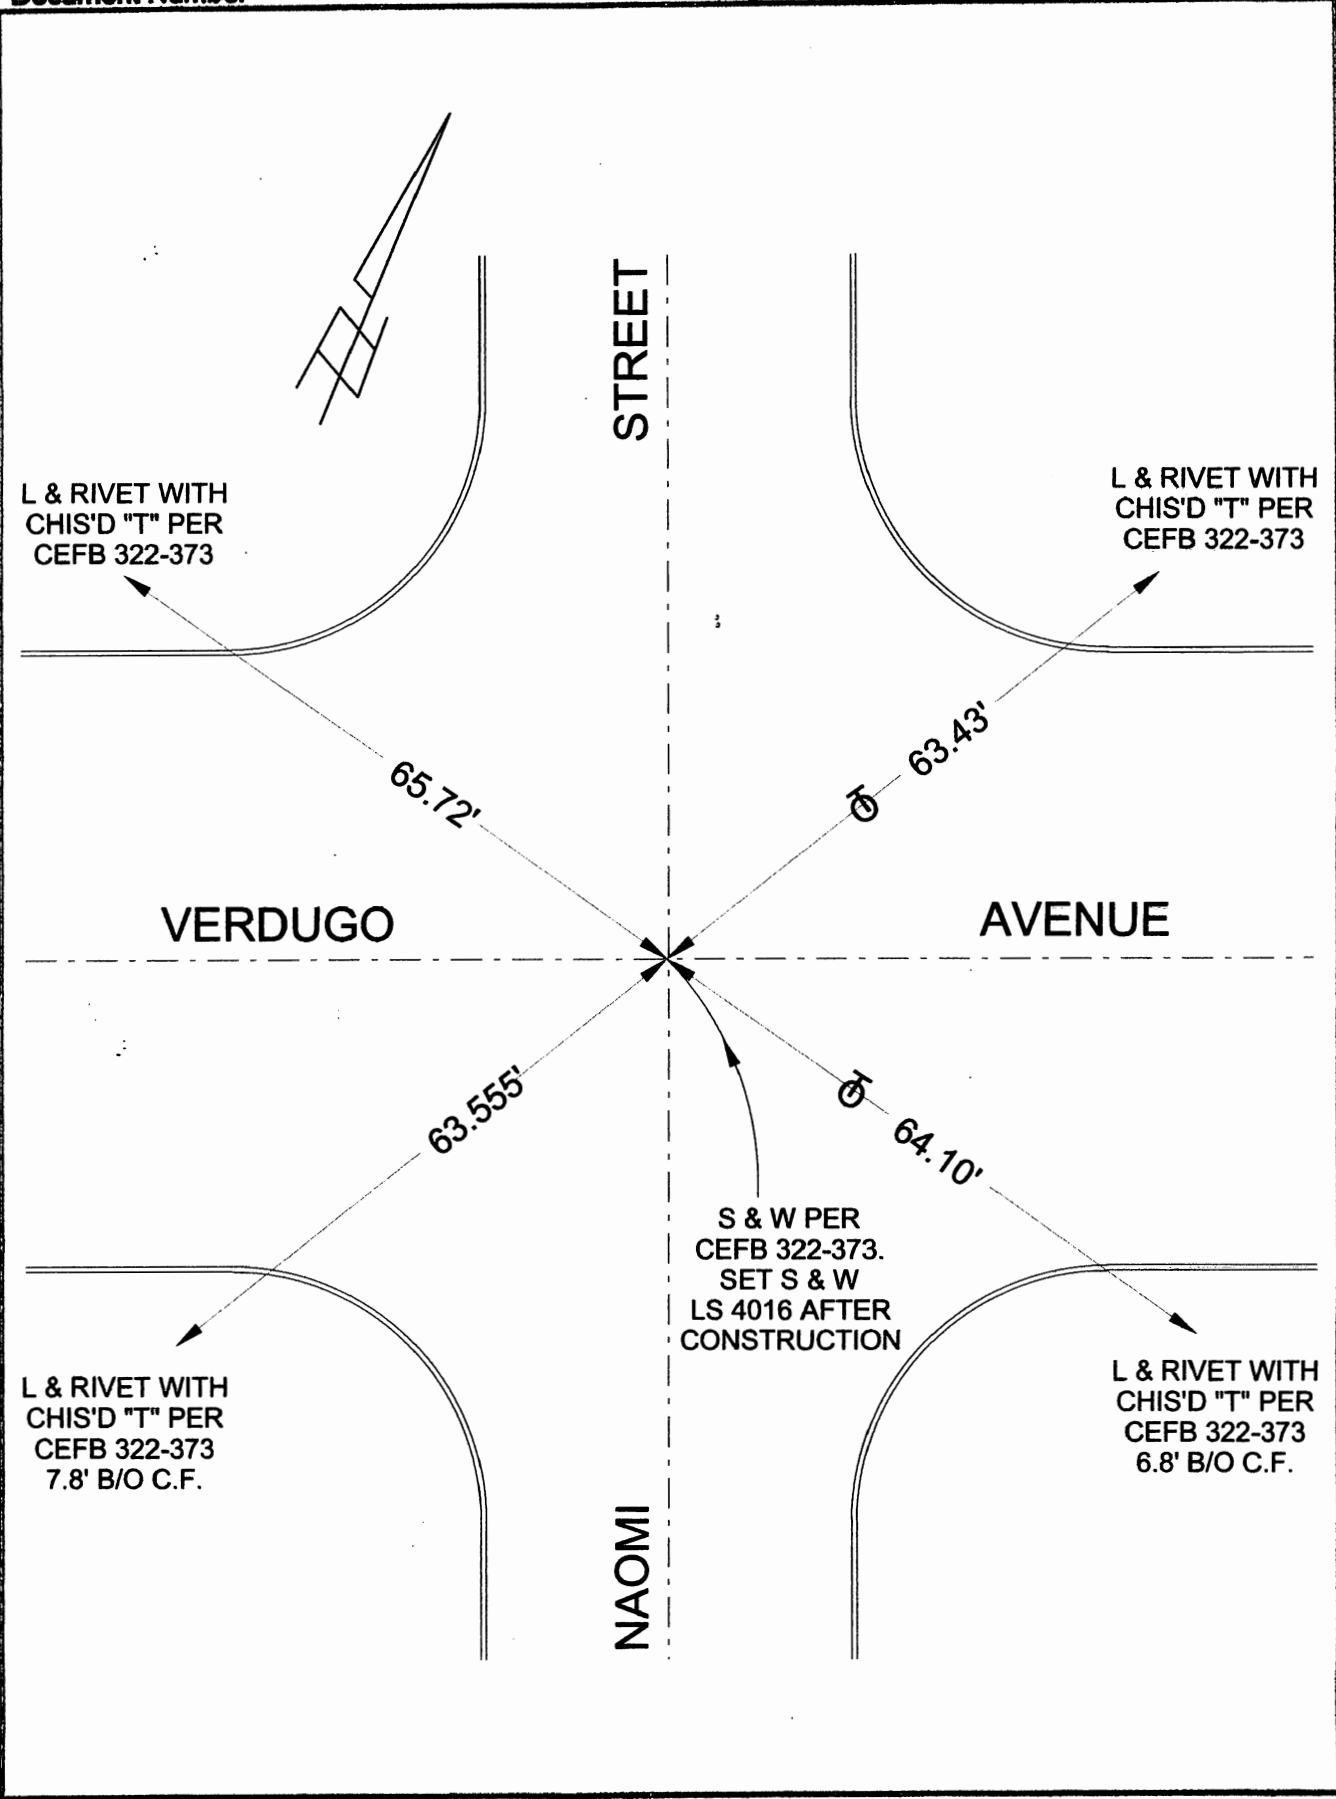 Document Number
STREET
L & RIVET WITH
CHIS'D "T" PER
CEFB 322-373
L & RIVET WITH
CHIS'D "T" PER
CEFB 322-373
65.72'
63.43'
VERDUGO
AVENUE
63.555'
64.10'
S & W PER
CEFB 322-373.
SET S & W
LS 4016 AFTER
CONSTRUCTION
L & RIVET WITH
CHIS'D "T" PER
CEFB 322-373
7.8' B/O C.F.
L & RIVET WITH
CHIS'D "T" PER
CEFB 322-373
6.8' B/O C.F.
NAOMI